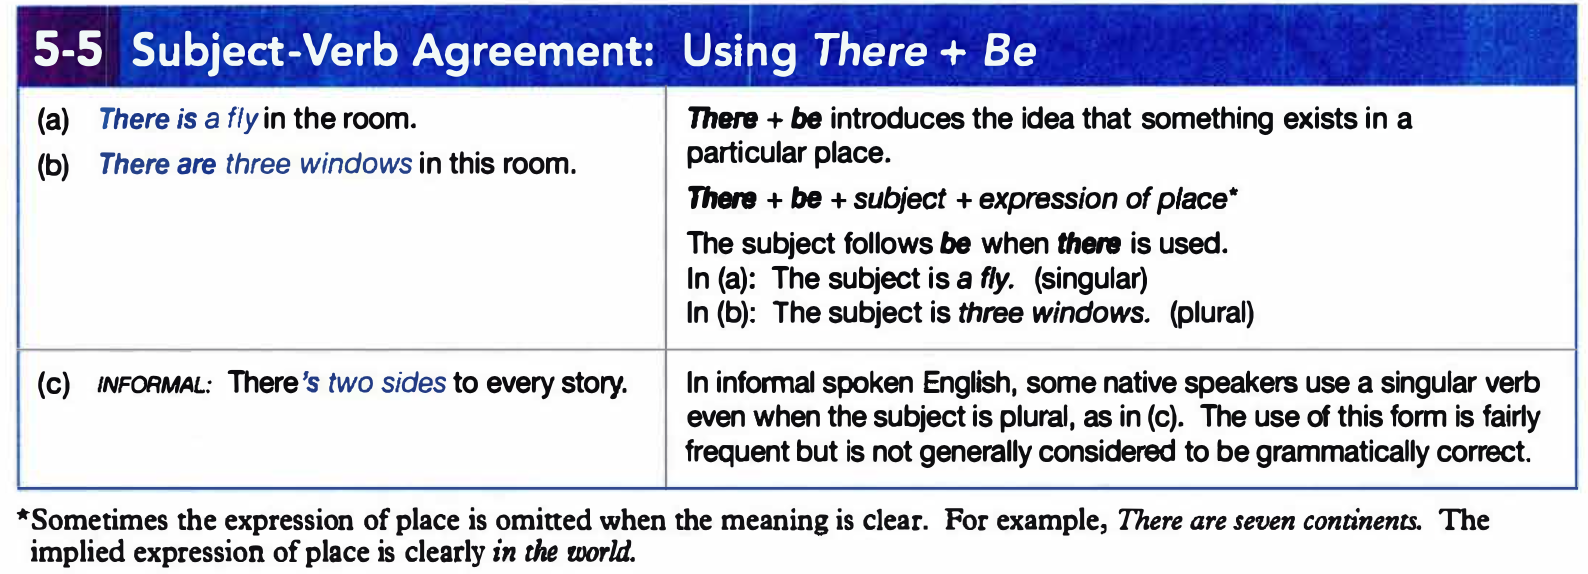 5-5 Subject-Verb Agreement: Using There + Be
(a) There is a fly in the room.
(b) There are three windows in this room.
There + be introduces the idea that something exists in a
particular place.
There + be + subject + expression of place*
The subject follows be when there is used.
In (a): The subject is a fly. (singular)
In (b): The subject is three windows. (plural)
(c) INFORMAL: There's two sides to every story.
In informal spoken English, some native speakers use a singular verb
even when the subject is plural, as in (c). The use of this form is fairly
frequent but is not generally considered to be grammatically correct.
*Sometimes the expression of place is omitted when the meaning is clear. For example, There are seven continents. The
implied expression of place is clearly in the world.